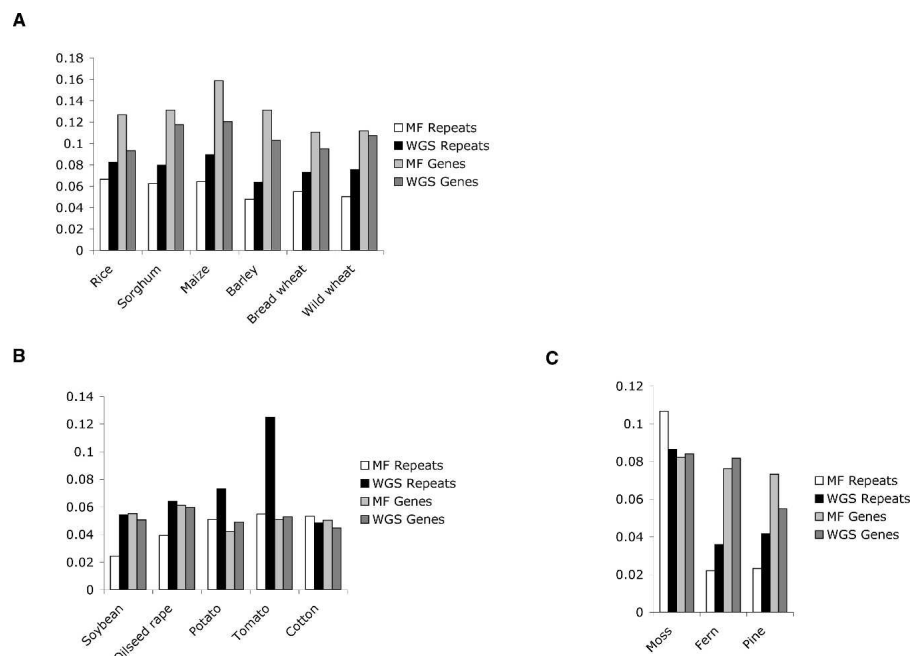 A
0.18
0.16
0.14
0.12
0.1
0.08
0.06
0.04
0.02
0
MF Repeats
WGS Repeats
MF Genes
WGS Genes
Rice
Sorghum
Maize
Barley
Bread wheat
Wild wheat
B
0.14
0.12
0.1
0.08
0.06
0.04
0.02
0
MF Repeats
WGS Repeats
MF Genes
WGS Genes
Soybean
Oilseed rape
Potato
Tomato
Cotton
C
0.12
0.1
0.08
0.06
0.04
0.02
0
MF Repeats
WGS Repeats
MF Genes
WGS Genes
Moss
Fern
Pine